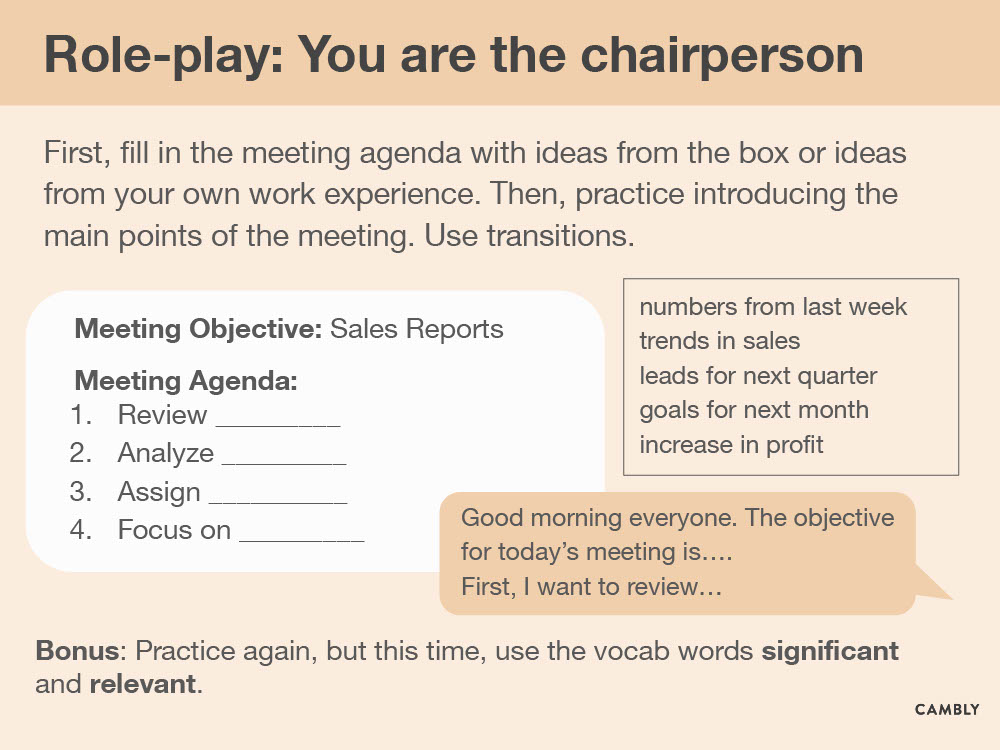 Role-play: You are the chairperson
First, fill in the meeting agenda with ideas from the box or ideas
from your own work experience. Then, practice introducing the
main points of the meeting. Use transitions.
Meeting Objective: Sales Reports
Meeting Agenda:
1. Review _________
2. Analyze _________
3. Assign __________
4. Focus on _________
numbers from last week
trends in sales
leads for next quarter
goals for next month
increase in profit
Good morning everyone. The objective
for today’s meeting is….
First, I want to review…
Bonus: Practice again, but this time, use the vocab words significant
and relevant.
CAMBLY